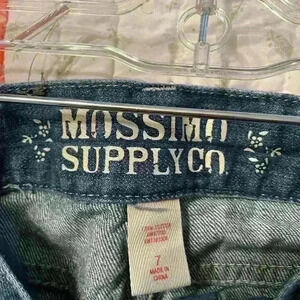 MOSSIMO
SUPPLY CO.
7
MADE IN
CHINA